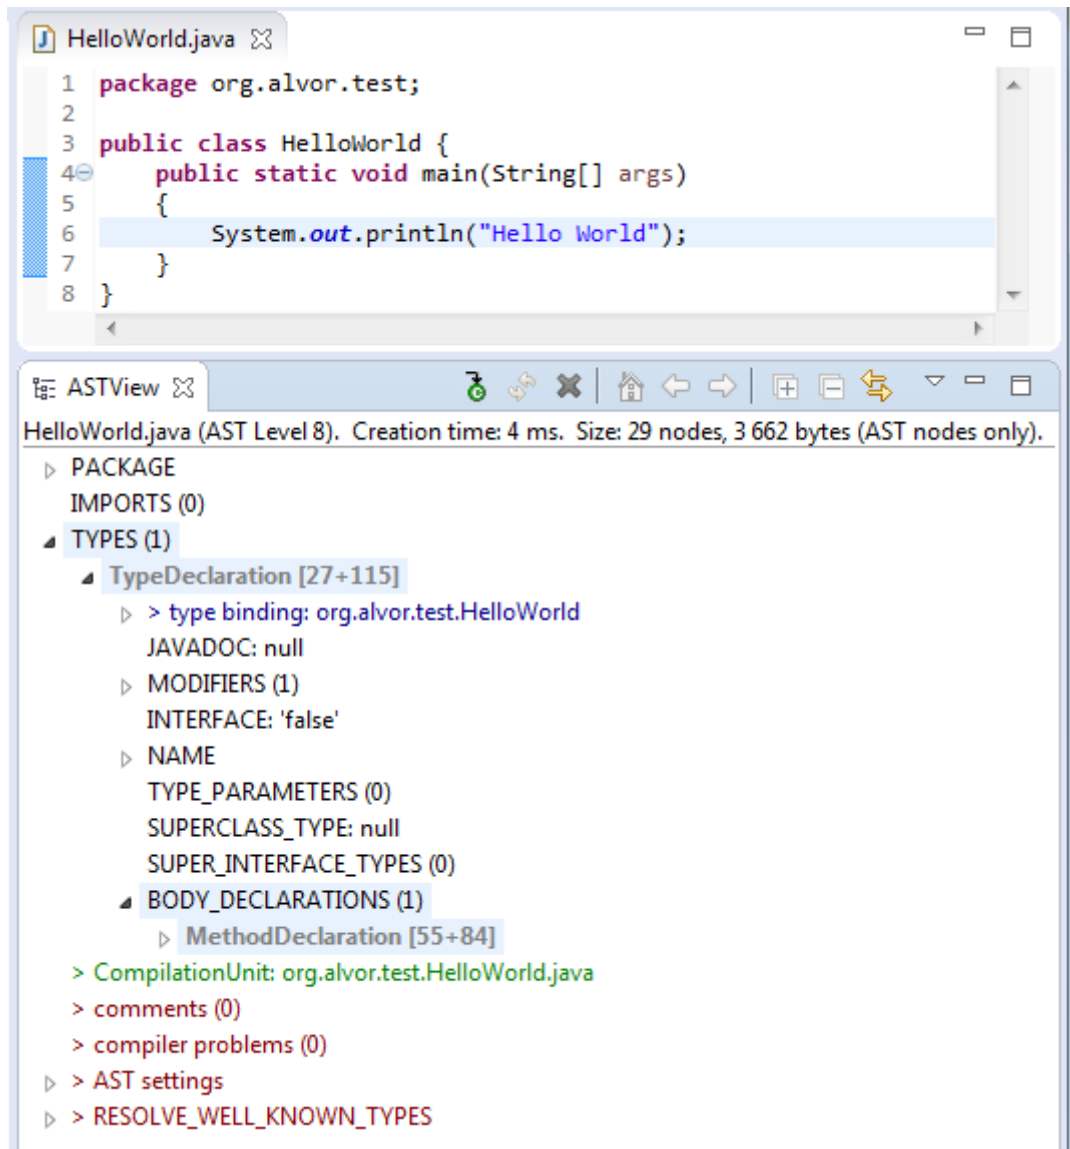 HelloWorld.java
1 package org.alvor.test;
2
3 public class HelloWorld {
4 public static void main(String[] args)
5 {
6 System.out.println("Hello World");
7 }
8 }
ASTView
HelloWorld.java (AST Level 8). Creation time: 4 ms. Size: 29 nodes, 3 662 bytes (AST nodes only).
PACKAGE
IMPORTS (0)
TYPES (1)
TypeDeclaration [27+115]
> type binding: org.alvor.test.HelloWorld
JAVADOC: null
MODIFIERS (1)
INTERFACE: 'false'
NAME
TYPE_PARAMETERS (0)
SUPERCLASS_TYPE: null
SUPER_INTERFACE_TYPES (0)
BODY_DECLARATIONS (1)
MethodDeclaration [55+84]
> CompilationUnit: org.alvor.test.HelloWorld.java
> comments (0)
> compiler problems (0)
> AST settings
> RESOLVE_WELL_KNOWN_TYPES